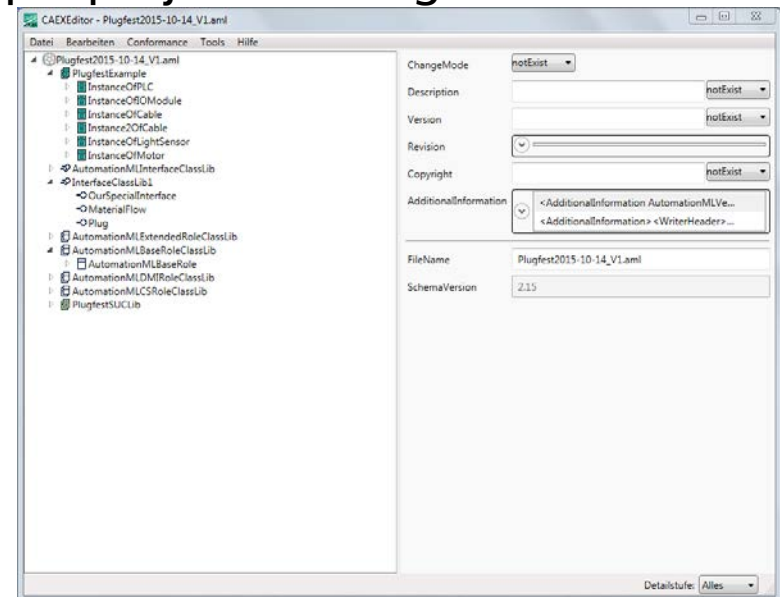 CAEXEditor - Plugfest2015-10-14_V1.aml
Datei Bearbeiten Conformance Tools Hilfe
Plugfest2015-10-14_V1.aml
PlugfestExample
InstanceOfPLC
InstanceOfIOModule
InstanceOfCable
Instance2OfCable
InstanceOfLightSensor
InstanceOfMotor
AutomationMLInterfaceClassLib
InterfaceClassLib1
OurSpecialInterface
MaterialFlow
Plug
AutomationMLExtendedRoleClassLib
AutomationMLBaseRoleClassLib
AutomationMLBaseRole
AutomationMLDMIRoleClassLib
AutomationMLCSRoleClassLib
PlugfestSUCLib
ChangeMode notExist
Description notExist
Version notExist
Revision
Copyright notExist
AdditionalInformation <AdditionalInformation AutomationMLVe...
<AdditionalInformation> <WriterHeader>...
FileName Plugfest2015-10-14_V1.aml
SchemaVersion 2.15
Detailstufe: Alles